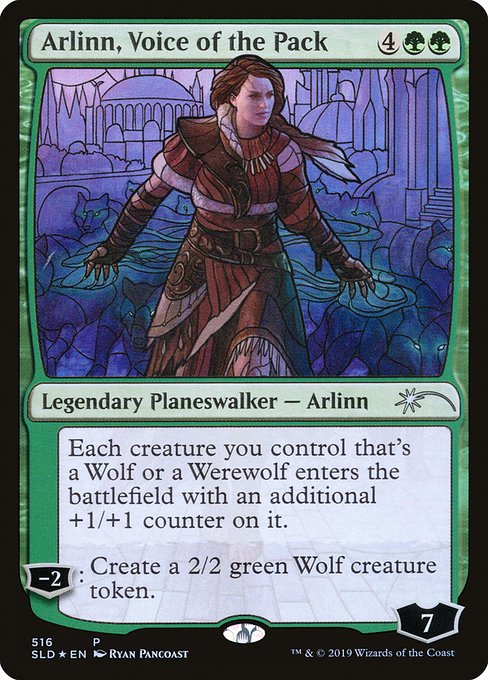 Arlinn, Voice of the Pack 4
Legendary Planeswalker — Arlinn
Each creature you control that's
a Wolf or a Werewolf enters the
battlefield with an additional
+1/+1 counter on it.
-2 : Create a 2/2 green Wolf creature
token.
7
516 P
SLD ★ EN Ryan Pancoast
™ & © 2019 Wizards of the Coast